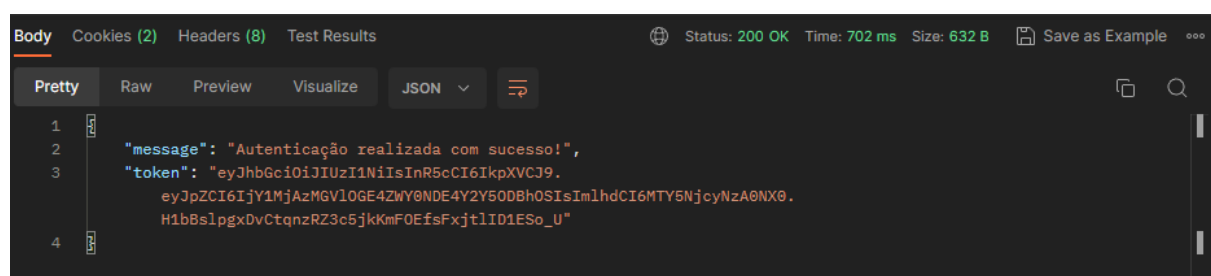 Body Cookies (2) Headers (8) Test Results Status: 200 OK Time: 702 ms Size: 632 B Save as Example
Pretty Raw Preview Visualize JSON
1 {
2 "message": "Autenticação realizada com sucesso!",
3 "token": "eyJhbGciOiJIUzI1NiIsInR5cCI6IkpXVCJ9.
eyJpZCI6IjY1MjAzMGVlOGE4ZWY0NDE4Y2Y5ODBhOSIsImlhdCI6MTY5NjcyNzA0NX0.
H1bBslpgxDvCtqnzRZ3c5jkKmFOEfsFxjtlID1ESo_U"
4 }